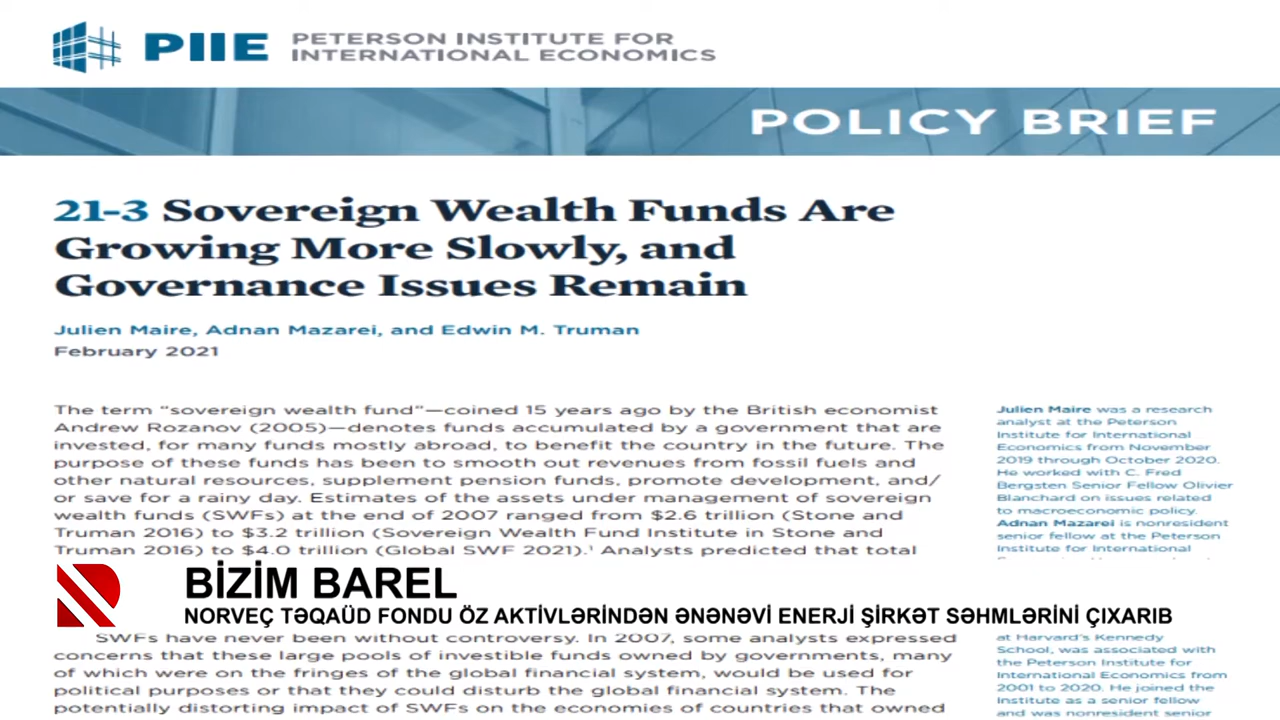 PIIE
PETERSON INSTITUTE FOR
INTERNATIONAL ECONOMICS
POLICY BRIEF
21-3 Sovereign Wealth Funds Are
Growing More Slowly, and
Governance Issues Remain
Julien Maire, Adnan Mazarei, and Edwin M. Truman
February 2021
The term “sovereign wealth fund”—coined 15 years ago by the British economist
Andrew Rozanov (2005)—denotes funds accumulated by a government that are
invested, for many funds mostly abroad, to benefit the country in the future. The
purpose of these funds has been to smooth out revenues from fossil fuels and
other natural resources, supplement pension funds, promote development, and/
or save for a rainy day. Estimates of the assets under management of sovereign
wealth funds (SWFs) at the end of 2007 ranged from $2.6 trillion (Stone and
Truman 2016) to $3.2 trillion (Sovereign Wealth Fund Institute in Stone and
Truman 2016) to $4.0 trillion (Global SWF 2021).¹ Analysts predicted that total
Julien Maire was a research
analyst at the Peterson
Institute for International
Economics from November
2019 through October 2020.
He worked with C. Fred
Bergsten Senior Fellow Olivier
Blanchard on issues related
to macroeconomic policy.
Adnan Mazarei is nonresident
senior fellow at the Peterson
Institute for International
BİZİM BAREL
NORVEÇ TƏQAÜD FONDU ÖZ AKTİVLƏRİNDƏN ƏNƏNƏVİ ENERJİ ŞİRKƏT SƏHMLƏRİNİ ÇIXARIB
SWFs have never been without controversy. In 2007, some analysts expressed
concerns that these large pools of investible funds owned by governments, many
of which were on the fringes of the global financial system, would be used for
political purposes or that they could disturb the global financial system. The
potentially distorting impact of SWFs on the economies of countries that owned
at Harvard's Kennedy
School, was associated with
the Peterson Institute for
International Economics from
2001 to 2020. He joined the
Institute as a senior fellow
and was nonresident senior